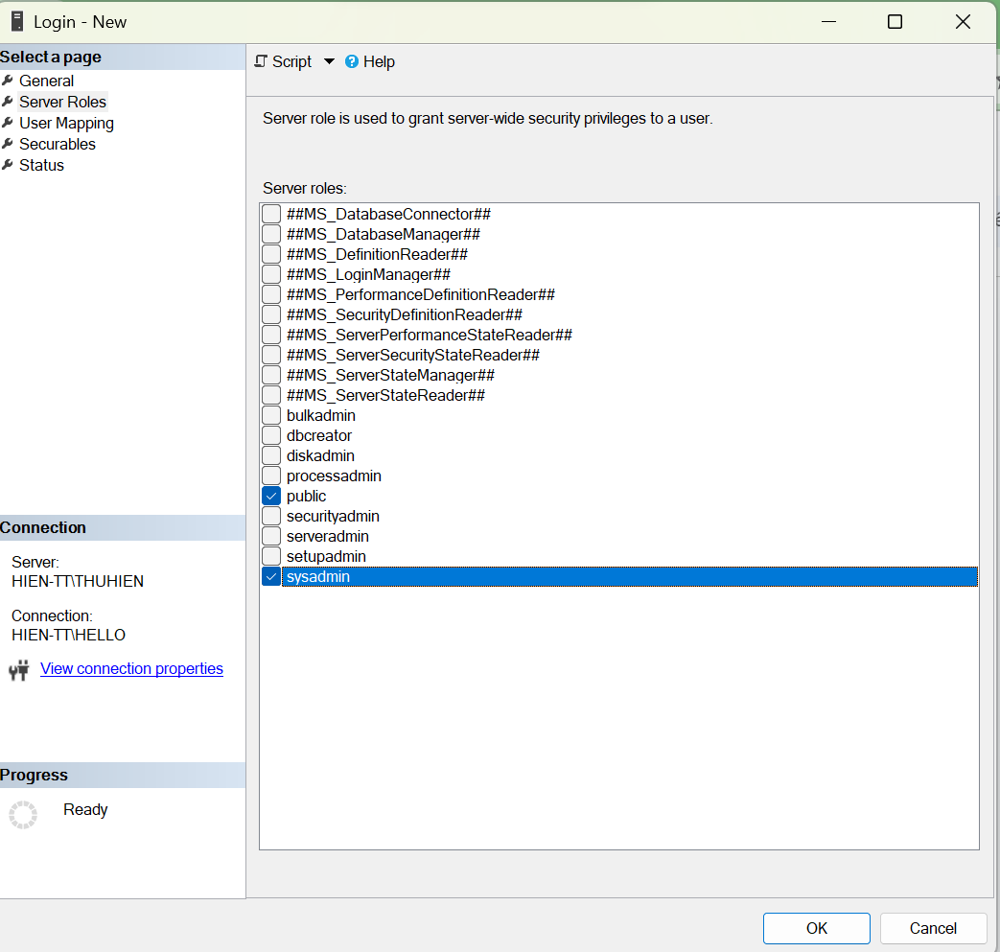 Login - New
Select a page
General
Server Roles
User Mapping
Securables
Status
Script
Help
Server role is used to grant server-wide security privileges to a user.
Server roles:
##MS_DatabaseConnector##
##MS_DatabaseManager##
##MS_DefinitionReader##
##MS_LoginManager##
##MS_PerformanceDefinitionReader##
##MS_SecurityDefinitionReader##
##MS_ServerPerformanceStateReader##
##MS_ServerSecurityStateReader##
##MS_ServerStateManager##
##MS_ServerStateReader##
bulkadmin
dbcreator
diskadmin
processadmin
public
securityadmin
serveradmin
setupadmin
sysadmin
Connection
Server:
HIEN-TT\THUHIEN
Connection:
HIEN-TT\HELLO
View connection properties
Progress
Ready
OK
Cancel